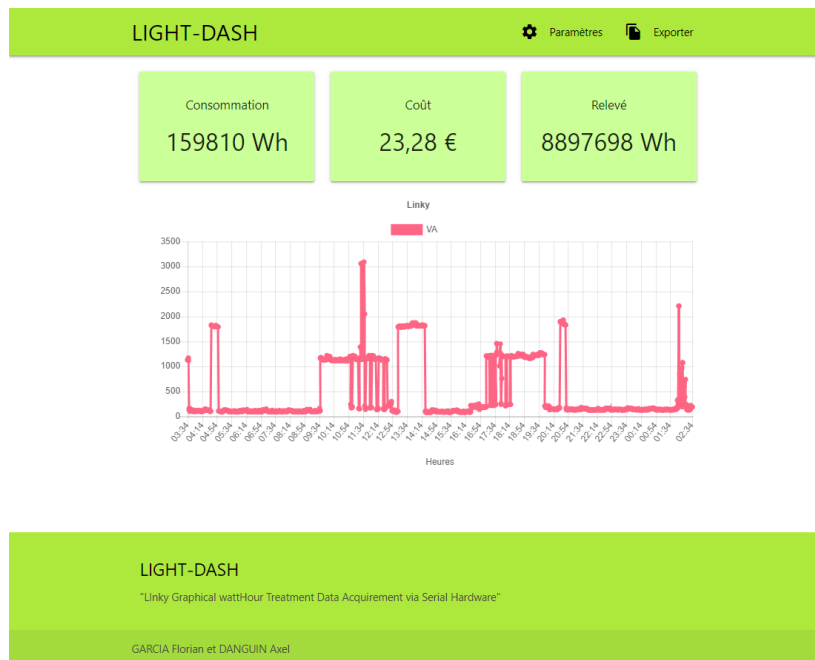 LIGHT-DASH
Paramètres
Exporter
Consommation
159810 Wh
Coût
23,28 €
Relevé
8897698 Wh
Linky
VA
3500
3000
2500
2000
1500
1000
500
0
03:34 04:14 04:54 05:34 06:14 06:54 07:34 08:14 08:54 09:34 10:14 10:54 11:34 12:14 12:54 13:34 14:14 14:54 16:14 16:54 17:34 18:14 18:54 19:34 20:14 20:54 21:34 22:14 22:54 23:34 00:14 00:54 01:34 02:34
Heures
LIGHT-DASH
"LInky Graphical wattHour Treatment Data Acquirement via Serial Hardware"
GARCIA Florian et DANGUIN Axel